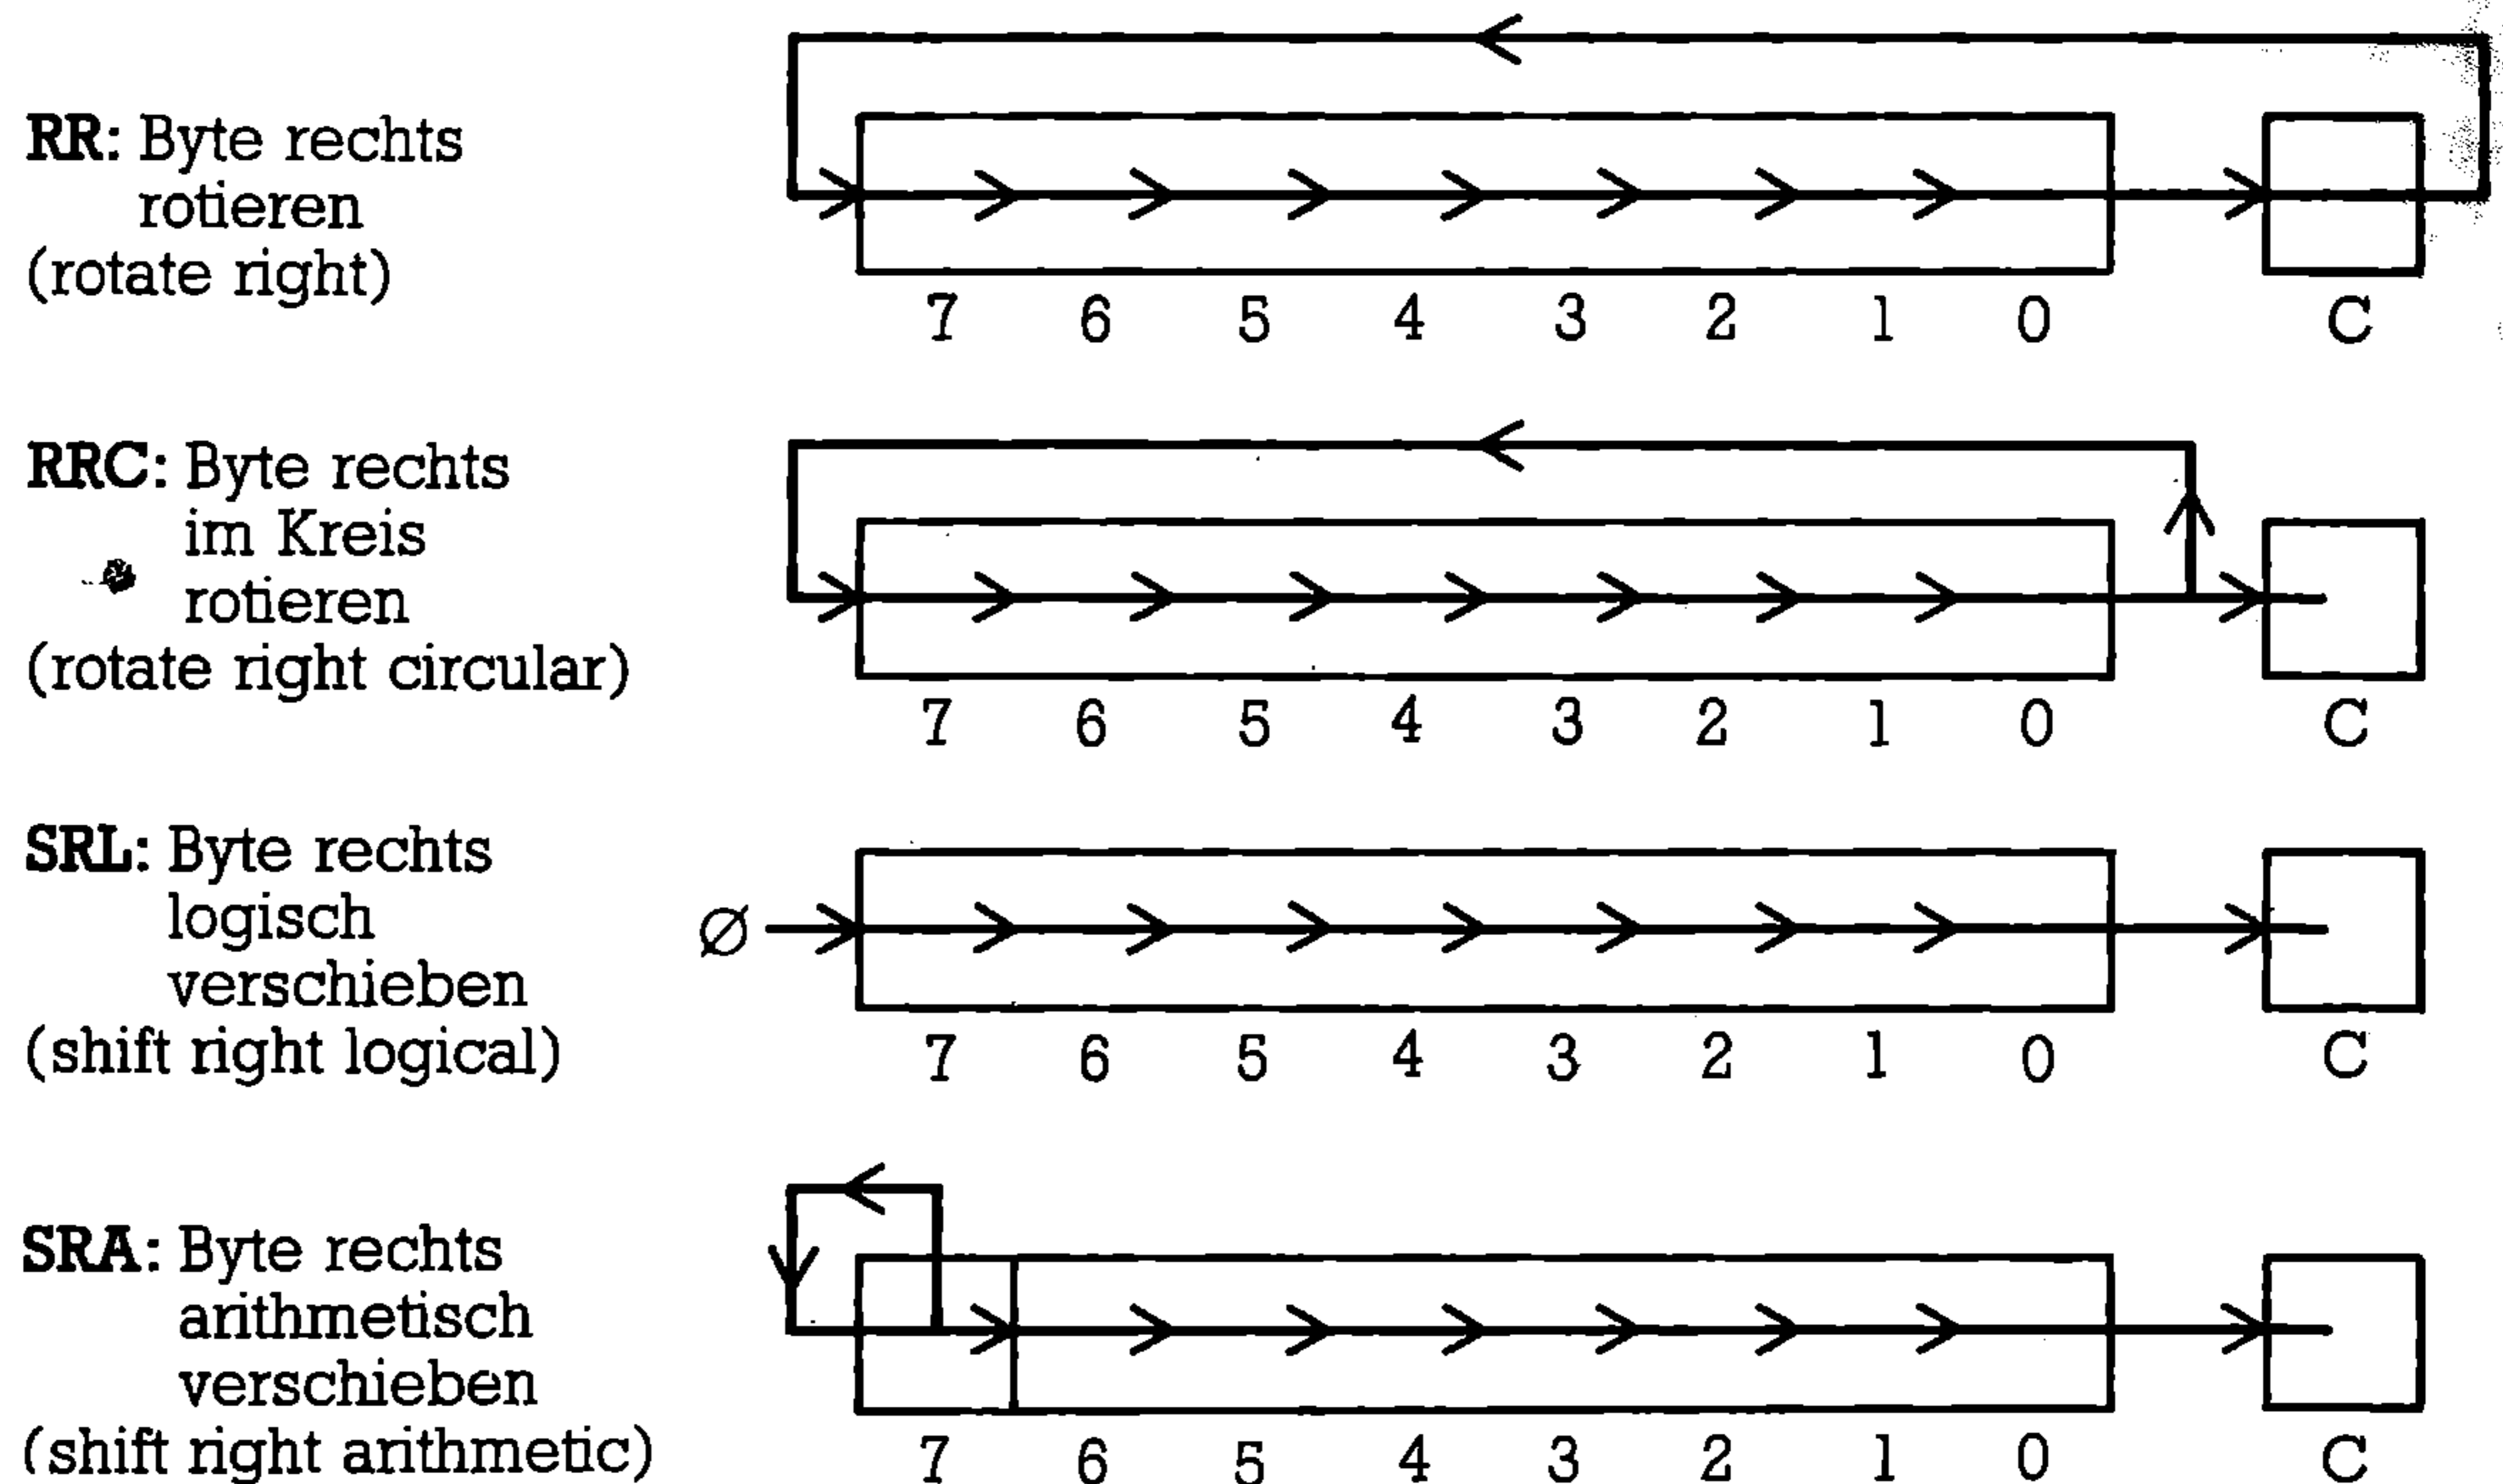 RR: Byte rechts
rotieren
(rotate right)
7 6 5 4 3 2 1 0 C
RRC: Byte rechts
im Kreis
rotieren
(rotate right circular)
7 6 5 4 3 2 1 0 C
SRL: Byte rechts
logisch
verschieben
(shift right logical)
Ø
7 6 5 4 3 2 1 0 C
SRA: Byte rechts
arithmetisch
verschieben
(shift right arithmetic)
7 6 5 4 3 2 1 0 C